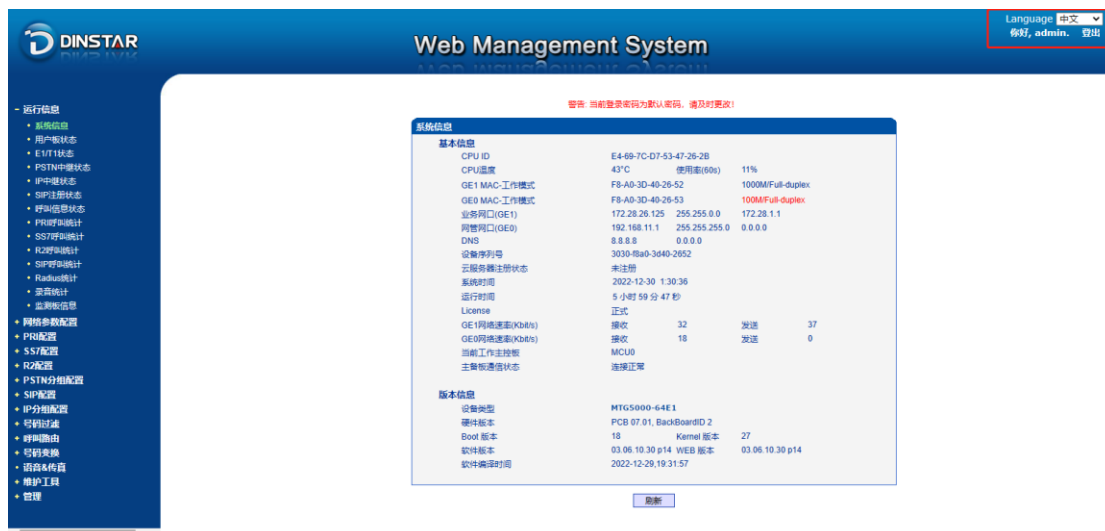 DINSTAR
Web Management System
Language 中文
你好, admin. 登出
- 运行信息
• 系统信息
• 用户板状态
• E1/T1状态
• PSTN中继状态
• IP中继状态
• SIP注册状态
• 呼叫信息状态
• PRI呼叫统计
• SS7呼叫统计
• R2呼叫统计
• SIP呼叫统计
• Radius统计
• 录音统计
• 监测板信息
+ 网络参数配置
+ PRI配置
+ SS7配置
+ R2配置
+ PSTN分组配置
+ SIP配置
+ IP分组配置
+ 号码过滤
+ 呼叫路由
+ 号码变换
• 语音&传真
+ 维护工具
+ 管理
警告: 当前登录密码为默认密码, 请及时更改!
系统信息
基本信息
CPU ID E4-69-7C-D7-53-47-26-2B
CPU温度 43°C 使用率(60s) 11%
GE1 MAC-工作模式 F8-A0-3D-40-26-52 1000M/Full-duplex
GE0 MAC-工作模式 F8-A0-3D-40-26-53 100M/Full-duplex
业务网口(GE1) 172.28.26.125 255.255.0.0 172.28.1.1
网管网口(GE0) 192.168.11.1 255.255.255.0 0.0.0.0
DNS 8.8.8.8 0.0.0.0
设备序列号 3030-f8a0-3d40-2652
云服务器注册状态 未注册
系统时间 2022-12-30 1:30:36
运行时间 5 小时 59 分 47 秒
License 正式
GE1网络速率(Kbit/s) 接收 32 发送 37
GE0网络速率(Kbit/s) 接收 18 发送 0
当前工作主控板 MCU0
主备板通信状态 连接正常
版本信息
设备类型 MTG5000-64E1
硬件版本 PCB 07.01, BackBoardID 2
Boot 版本 18 Kernel 版本 27
软件版本 03.06.10.30 p14 WEB 版本 03.06.10.30 p14
软件编译时间 2022-12-29,19:31:57
刷新